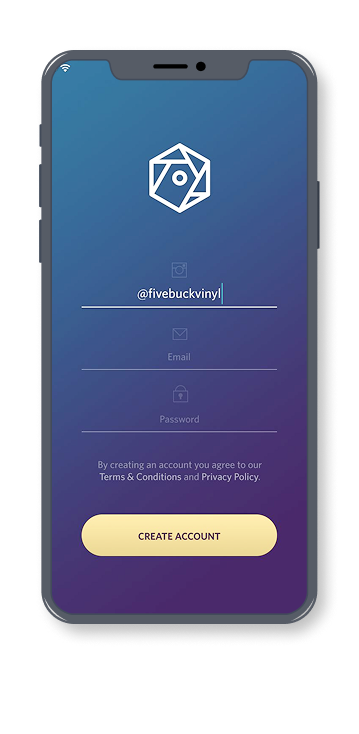 @fivebuckvinyl
Email
Password
By creating an account you agree to our
Terms & Conditions and Privacy Policy.
CREATE ACCOUNT